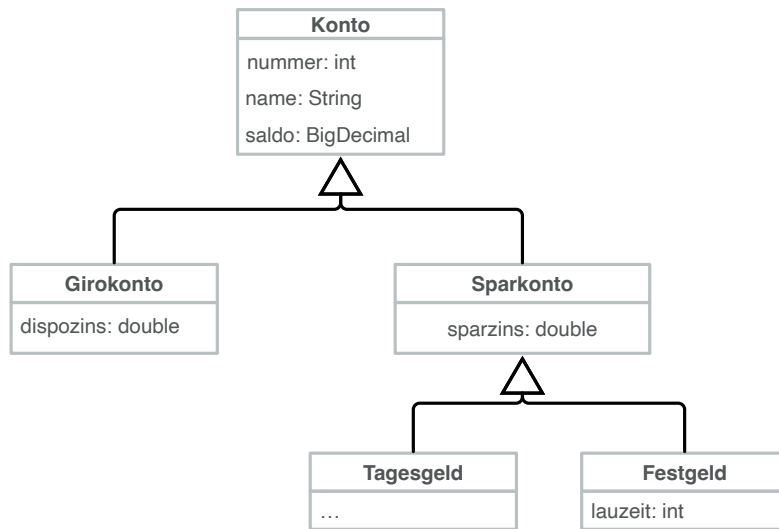 Konto
nummer: int
name: String
saldo: BigDecimal
Girokonto
dispozins: double
Sparkonto
sparzins: double
Tagesgeld
…
Festgeld
lauzeit: int